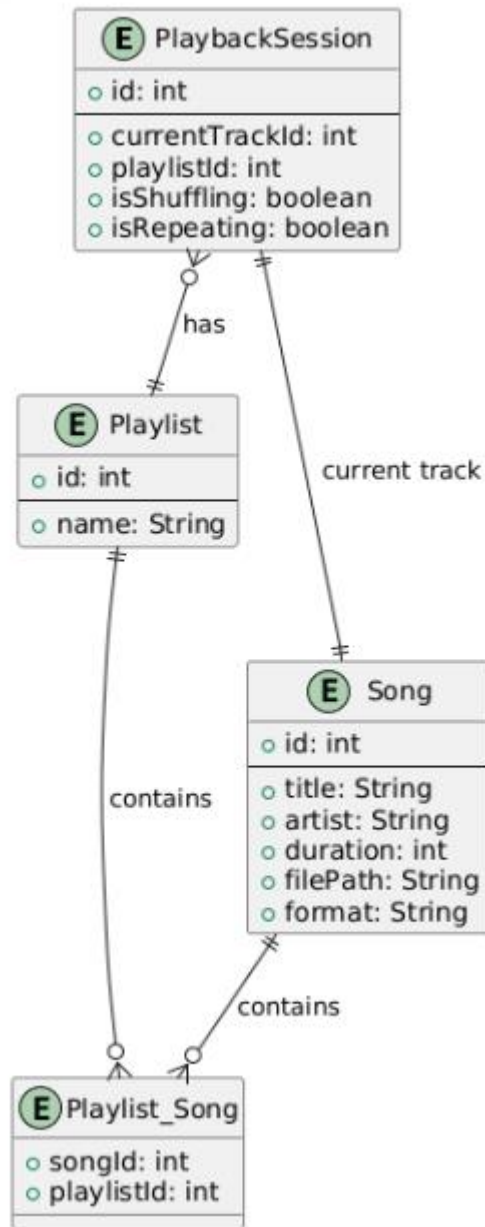 E PlaybackSession
id: int
currentTrackId: int
playlistId: int
isShuffling: boolean
isRepeating: boolean
has
E Playlist
id: int
name: String
current track
E Song
id: int
title: String
artist: String
duration: int
filePath: String
format: String
contains
contains
E Playlist_Song
songId: int
playlistId: int